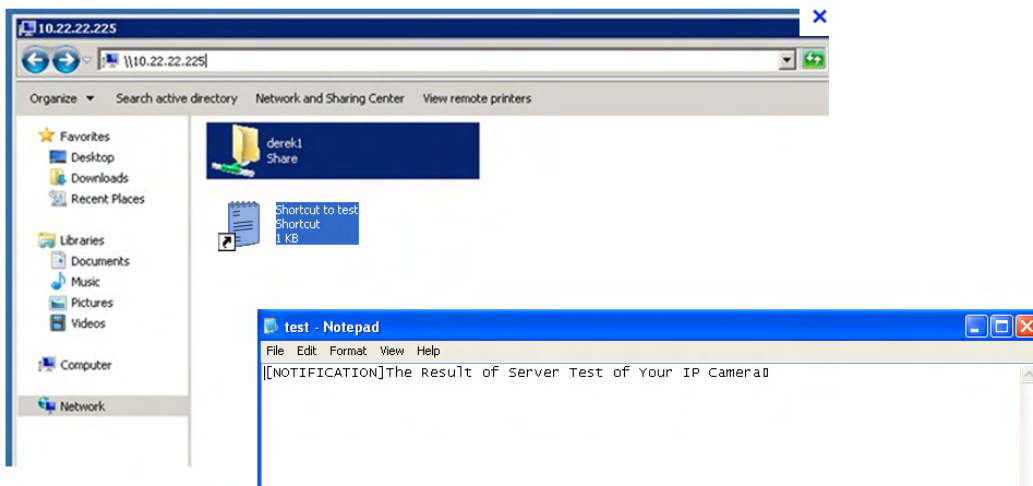 10.22.22.225
\\10.22.22.225
Organize Search active directory Network and Sharing Center View remote printers
Favorites
Desktop
Downloads
Recent Places
Libraries
Documents
Music
Pictures
Videos
Computer
Network
derek1
Share
Shortcut to test
Shortcut
1 KB
test - Notepad
File Edit Format View Help
[NOTIFICATION]The Result of Server Test of Your IP Camera▯